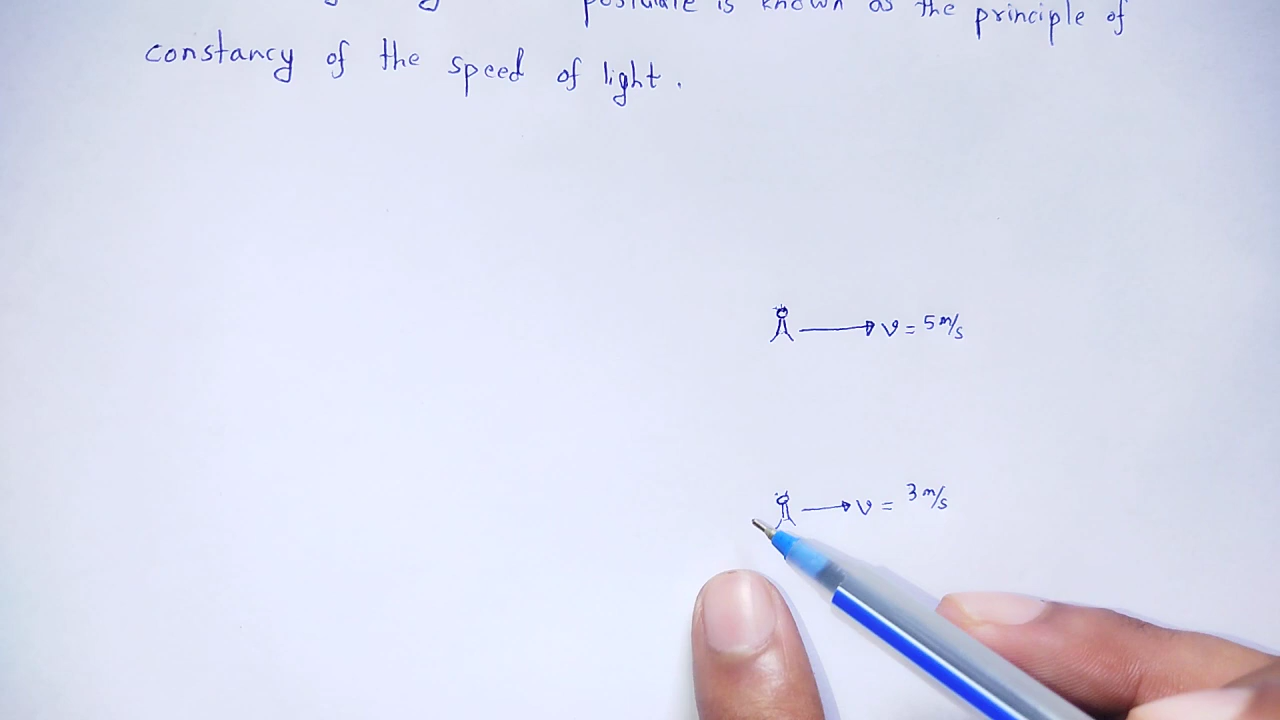 postulate is known as the principle of
constancy of the speed of light.
v = 5 m/s
v = 3 m/s